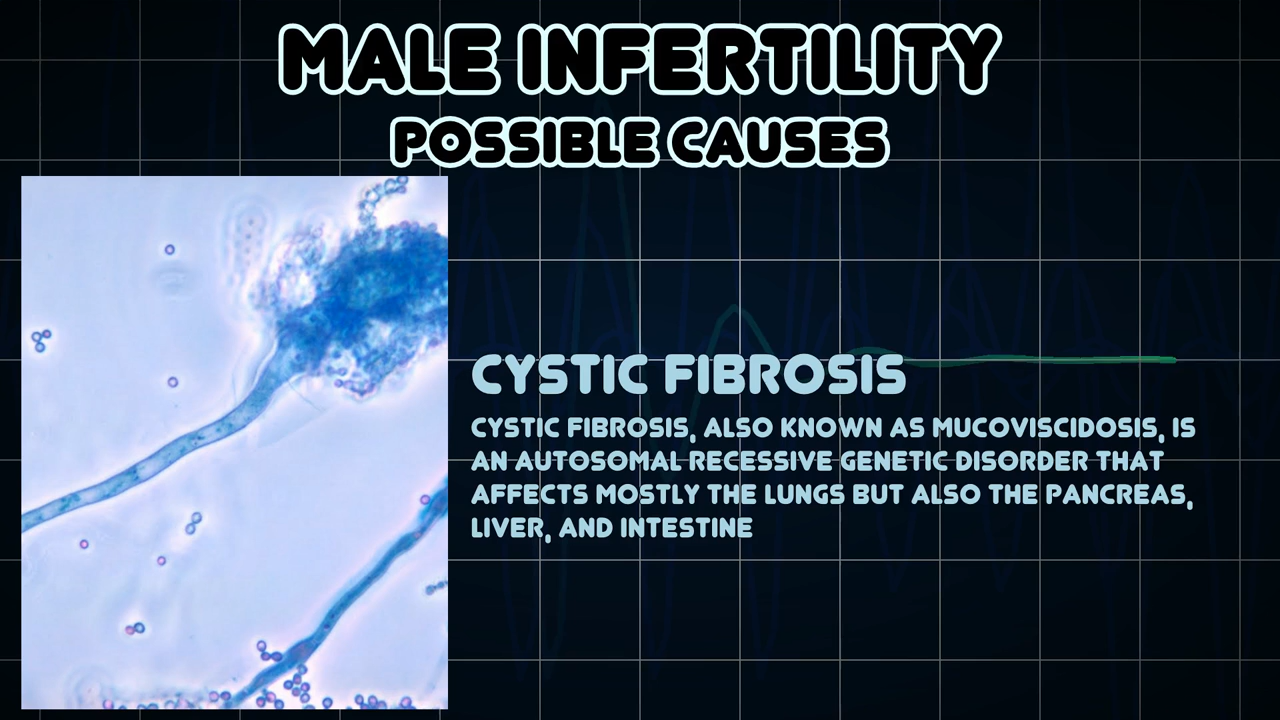 MALE INFERTILITY
POSSIBLE CAUSES
CYSTIC FIBROSIS
CYSTIC FIBROSIS, ALSO KNOWN AS MUCOVISCIDOSIS, IS
AN AUTOSOMAL RECESSIVE GENETIC DISORDER THAT
AFFECTS MOSTLY THE LUNGS BUT ALSO THE PANCREAS,
LIVER, AND INTESTINE